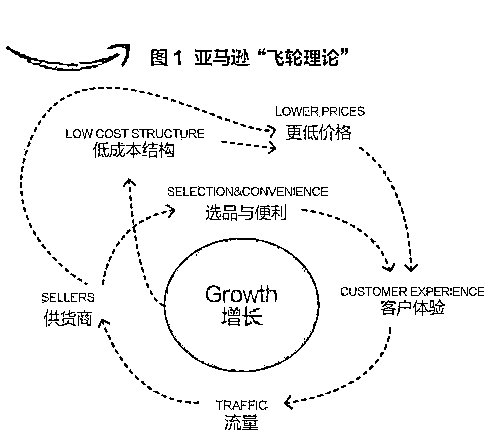 图 1 亚马逊“飞轮理论”
LOWER PRICES
更低价格
LOW COST STRUCTURE
低成本结构
SELECTION&CONVENIENCE
选品与便利
Growth
增长
SELLERS
供货商
CUSTOMER EXPERIENCE
客户体验
TRAFFIC
流量